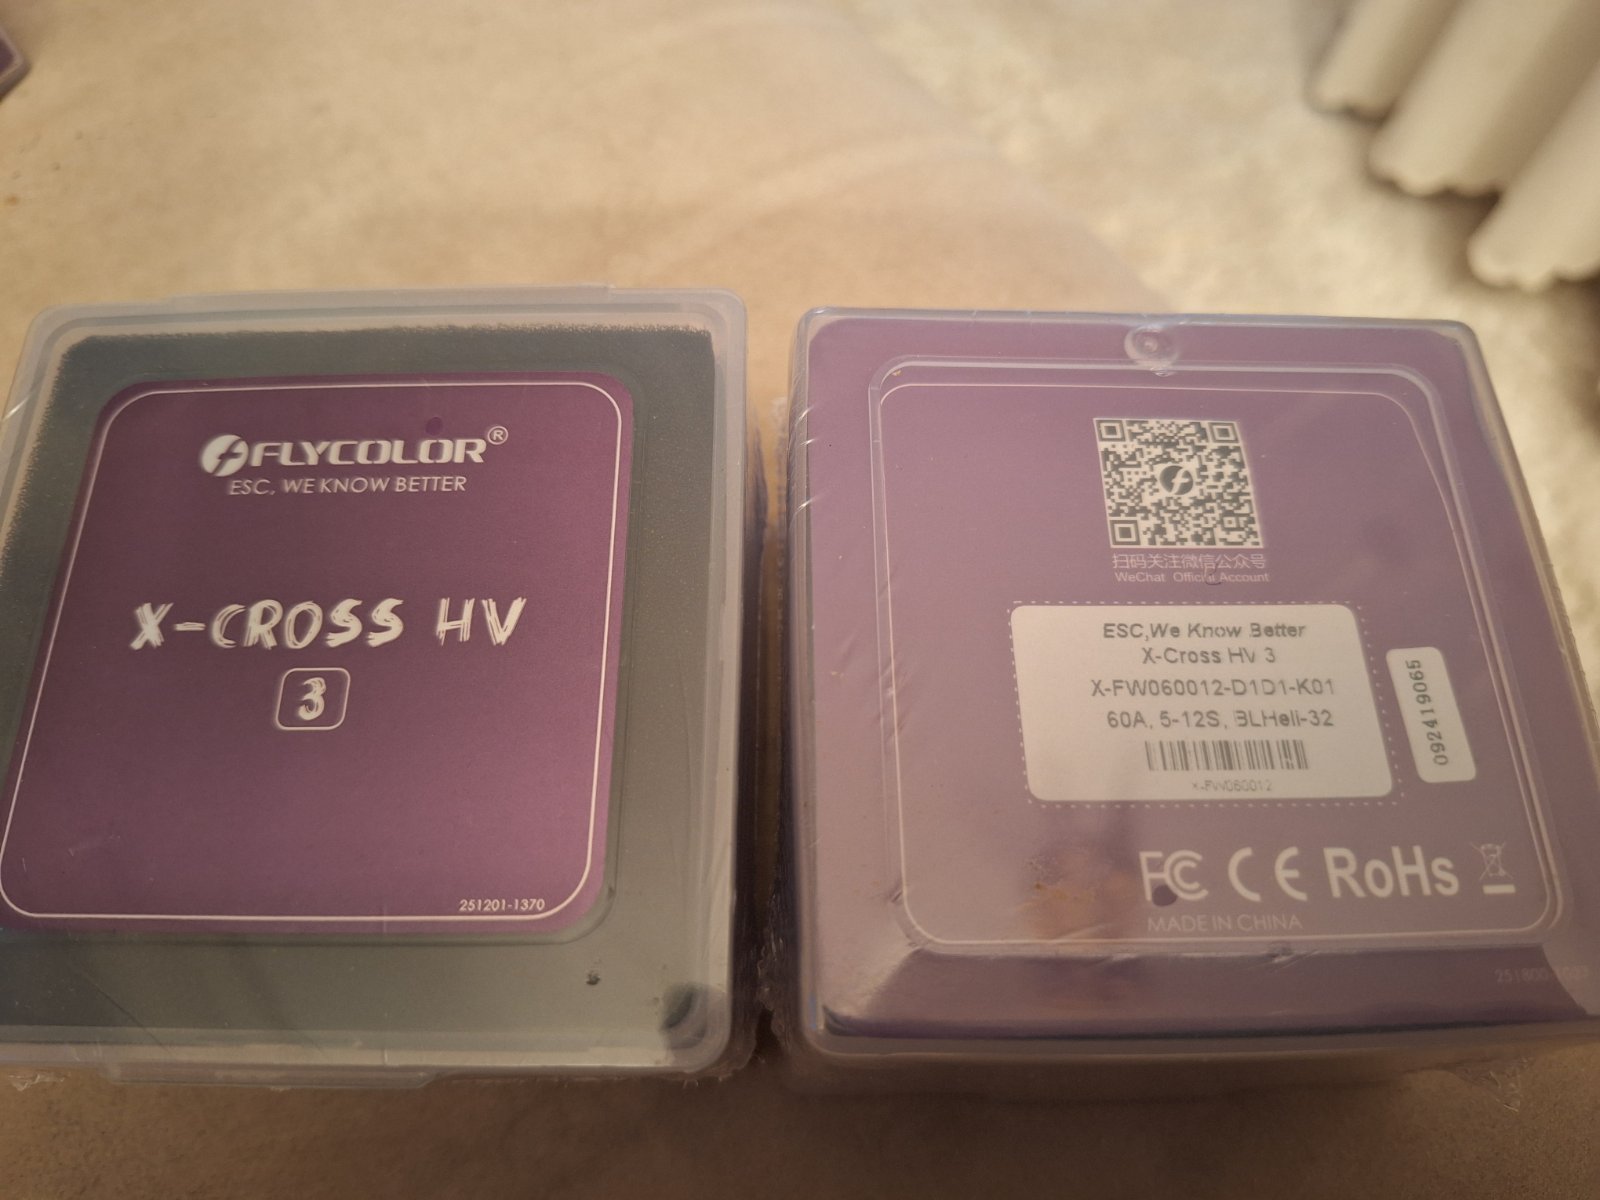 FLYCOLOR®
ESC, WE KNOW BETTER
X-CROSS HV
3
251201-1370
扫码关注微信公众号
WeChat Official Account
ESC,We Know Better
X-Cross HV 3
X-FW060012-D1D1-K01
60A, 5-12S, BLHeli-32
X-FW060012
092419065
FC CE RoHs
MADE IN CHINA